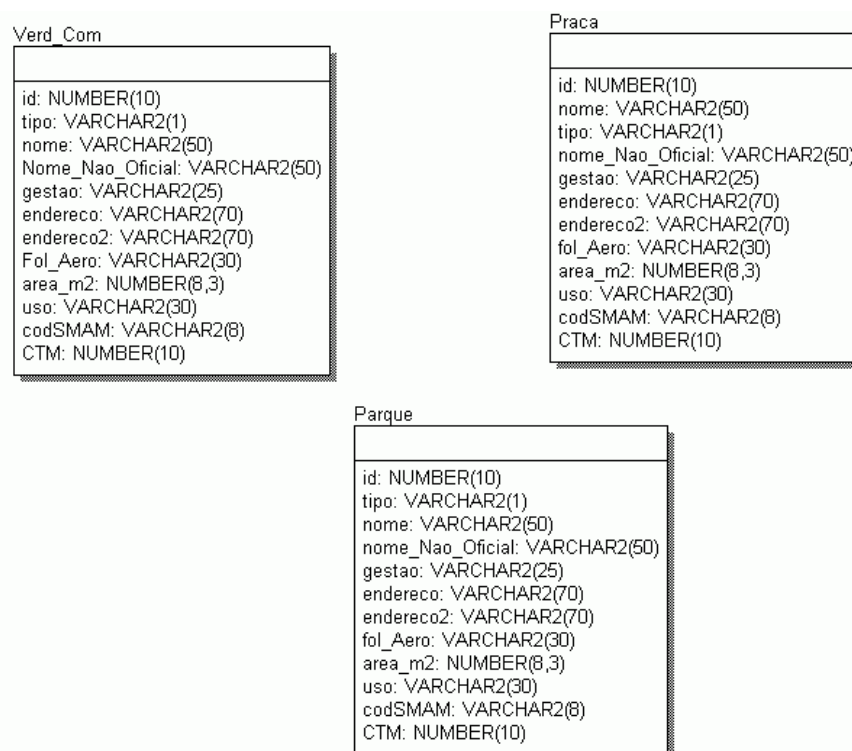 Verd_Com
id: NUMBER(10)
tipo: VARCHAR2(1)
nome: VARCHAR2(50)
Nome_Nao_Oficial: VARCHAR2(50)
gestao: VARCHAR2(25)
endereco: VARCHAR2(70)
endereco2: VARCHAR2(70)
Fol_Aero: VARCHAR2(30)
area_m2: NUMBER(8,3)
uso: VARCHAR2(30)
codSMAM: VARCHAR2(8)
CTM: NUMBER(10)
Praca
id: NUMBER(10)
nome: VARCHAR2(50)
tipo: VARCHAR2(1)
nome_Nao_Oficial: VARCHAR2(50)
gestao: VARCHAR2(25)
endereco: VARCHAR2(70)
endereco2: VARCHAR2(70)
fol_Aero: VARCHAR2(30)
area_m2: NUMBER(8,3)
uso: VARCHAR2(30)
codSMAM: VARCHAR2(8)
CTM: NUMBER(10)
Parque
id: NUMBER(10)
tipo: VARCHAR2(1)
nome: VARCHAR2(50)
nome_Nao_Oficial: VARCHAR2(50)
gestao: VARCHAR2(25)
endereco: VARCHAR2(70)
endereco2: VARCHAR2(70)
fol_Aero: VARCHAR2(30)
area_m2: NUMBER(8,3)
uso: VARCHAR2(30)
codSMAM: VARCHAR2(8)
CTM: NUMBER(10)